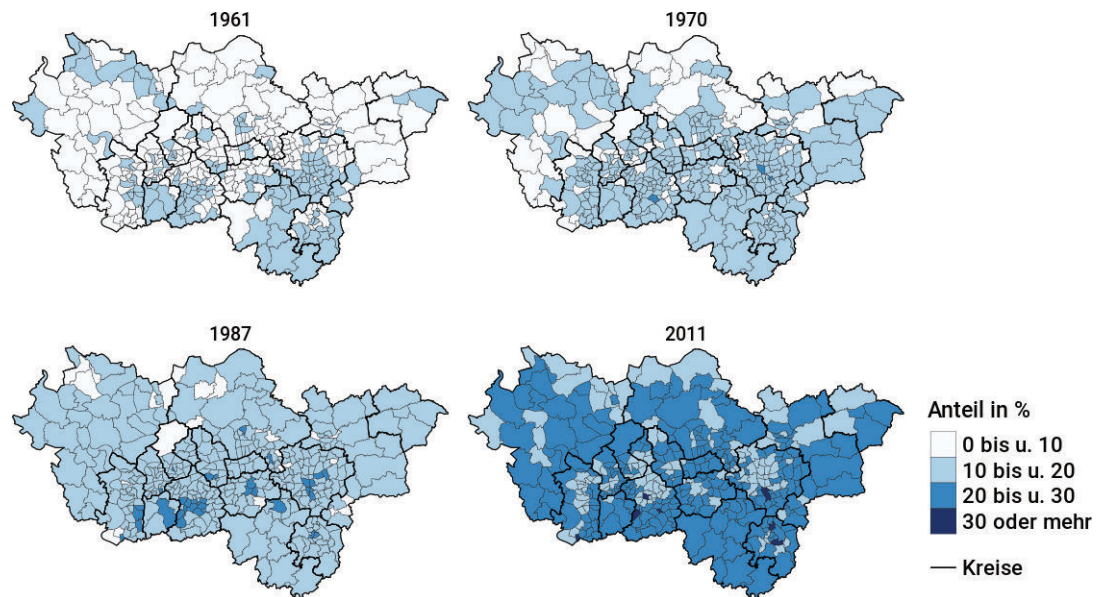 1961
1970
1987
2011
Anteil in %
0 bis u. 10
10 bis u. 20
20 bis u. 30
30 oder mehr
Kreise